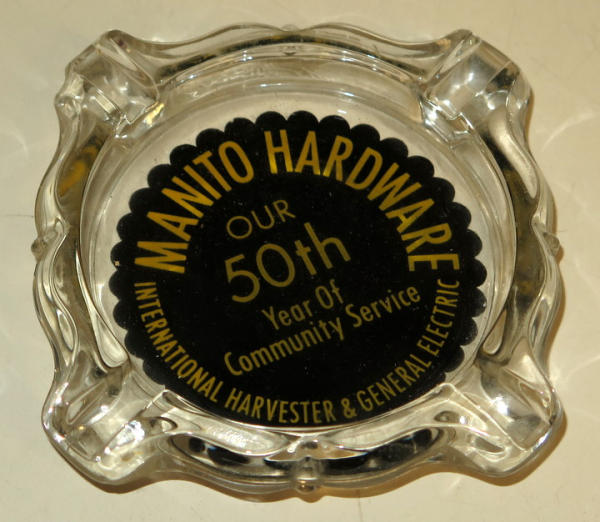 MANITO HARDWARE
OUR
50th
Year Of
Community Service
INTERNATIONAL HARVESTER & GENERAL ELECTRIC